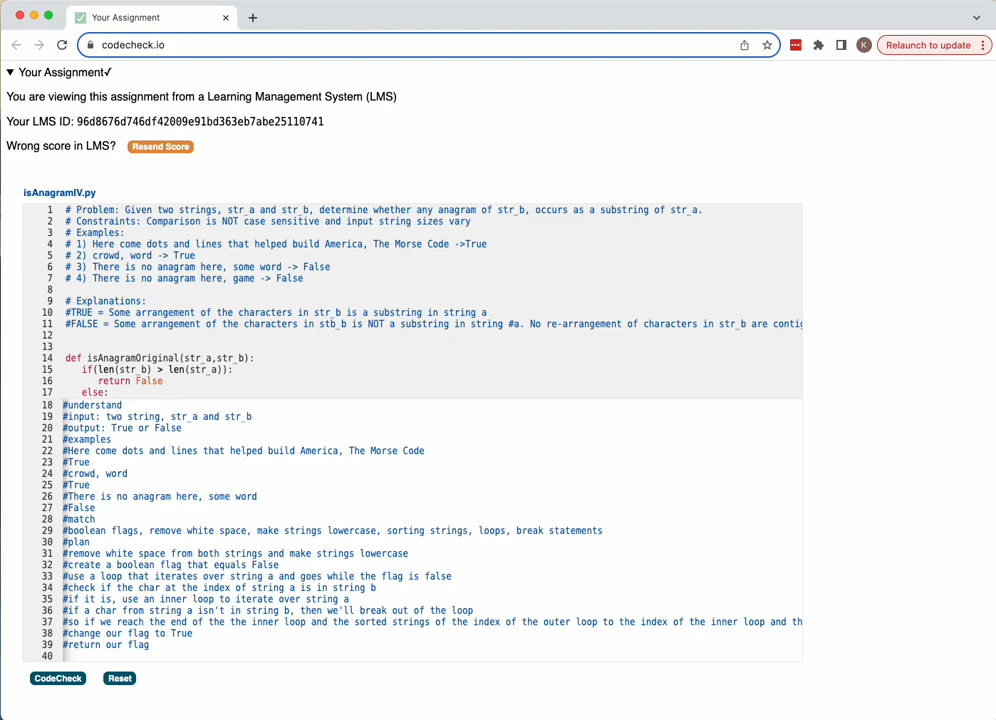 Your Assignment
codecheck.io
K
Relaunch to update
Your Assignment✓
You are viewing this assignment from a Learning Management System (LMS)
Your LMS ID: 96d8676d746df42009e91bd363eb7abe25110741
Wrong score in LMS? Resend Score
isAnagramIV.py
1 # Problem: Given two strings, str_a and str_b, determine whether any anagram of str_b, occurs as a substring of str_a.
2 # Constraints: Comparison is NOT case sensitive and input string sizes vary
3 # Examples:
4 # 1) Here come dots and lines that helped build America, The Morse Code ->True
5 # 2) crowd, word -> True
6 # 3) There is no anagram here, some word -> False
7 # 4) There is no anagram here, game -> False
8
9 # Explanations:
10 #TRUE = Some arrangement of the characters in str_b is a substring in string a
11 #FALSE = Some arrangement of the characters in stb_b is NOT a substring in string #a. No re-arrangement of characters in str_b are contig
12
13
14 def isAnagramOriginal(str_a,str_b):
15 if(len(str_b) > len(str_a)):
16 return False
17 else:
18 #understand
19 #input: two string, str_a and str_b
20 #output: True or False
21 #examples
22 #Here come dots and lines that helped build America, The Morse Code
23 #True
24 #crowd, word
25 #True
26 #There is no anagram here, some word
27 #False
28 #match
29 #boolean flags, remove white space, make strings lowercase, sorting strings, loops, break statements
30 #plan
31 #remove white space from both strings and make strings lowercase
32 #create a boolean flag that equals False
33 #use a loop that iterates over string a and goes while the flag is false
34 #check if the char at the index of string a is in string b
35 #if it is, use an inner loop to iterate over string a
36 #if a char from string a isn't in string b, then we'll break out of the loop
37 #so if we reach the end of the the inner loop and the sorted strings of the index of the outer loop to the index of the inner loop and th
38 #change our flag to True
39 #return our flag
40
CodeCheck Reset